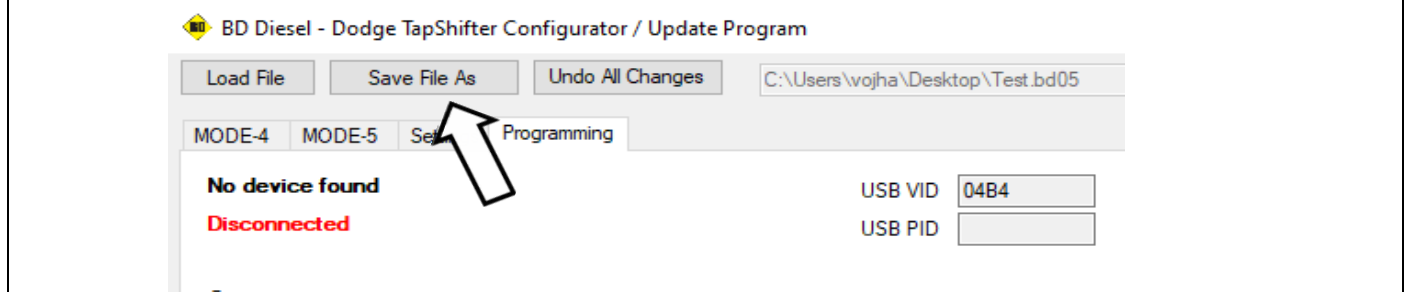 BD Diesel - Dodge TapShifter Configurator / Update Program
Load File Save File As Undo All Changes C:\Users\vojha\Desktop\Test.bd05
MODE-4 MODE-5 Programming
No device found USB VID 04B4
Disconnected USB PID